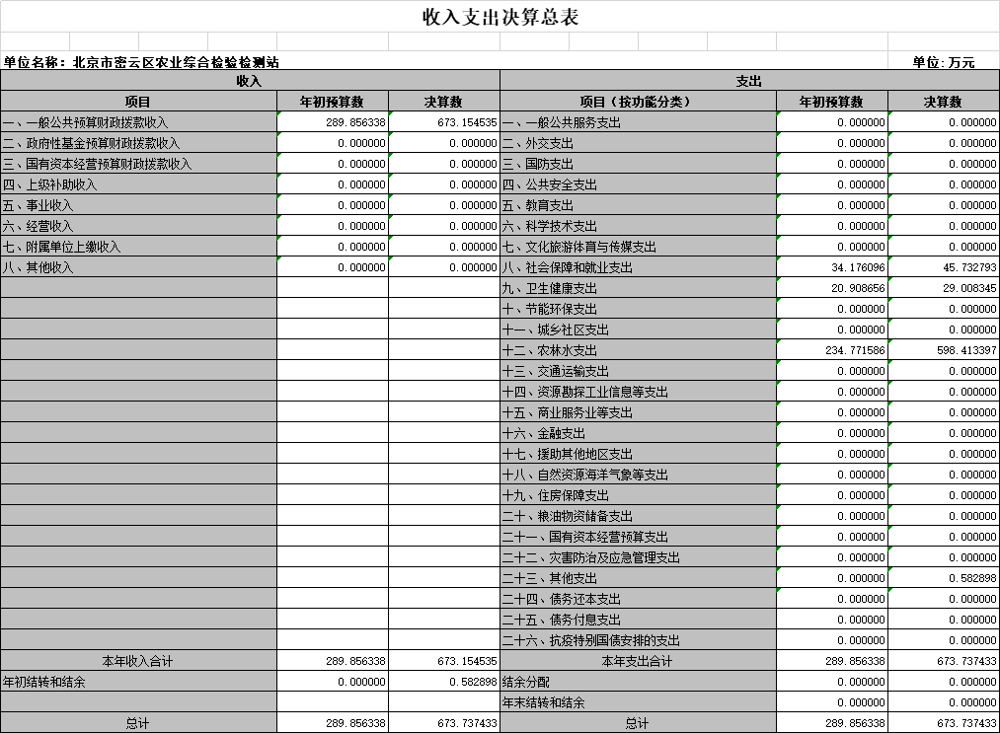 收入支出决算总表
单位名称：北京市密云区农业综合检验检测站 单位:万元
收入 支出
项目 年初预算数 决算数 项目（按功能分类） 年初预算数 决算数
一、一般公共预算财政拨款收入 289.856338 673.154535 一、一般公共服务支出 0.000000 0.000000
二、政府性基金预算财政拨款收入 0.000000 0.000000 二、外交支出 0.000000 0.000000
三、国有资本经营预算财政拨款收入 0.000000 0.000000 三、国防支出 0.000000 0.000000
四、上级补助收入 0.000000 0.000000 四、公共安全支出 0.000000 0.000000
五、事业收入 0.000000 0.000000 五、教育支出 0.000000 0.000000
六、经营收入 0.000000 0.000000 六、科学技术支出 0.000000 0.000000
七、附属单位上缴收入 0.000000 0.000000 七、文化旅游体育与传媒支出 0.000000 0.000000
八、其他收入 0.000000 0.000000 八、社会保障和就业支出 34.176096 45.732793
九、卫生健康支出 20.908656 29.008345
十、节能环保支出 0.000000 0.000000
十一、城乡社区支出 0.000000 0.000000
十二、农林水支出 234.771586 598.413397
十三、交通运输支出 0.000000 0.000000
十四、资源勘探工业信息等支出 0.000000 0.000000
十五、商业服务业等支出 0.000000 0.000000
十六、金融支出 0.000000 0.000000
十七、援助其他地区支出 0.000000 0.000000
十八、自然资源海洋气象等支出 0.000000 0.000000
十九、住房保障支出 0.000000 0.000000
二十、粮油物资储备支出 0.000000 0.000000
二十一、国有资本经营预算支出 0.000000 0.000000
二十二、灾害防治及应急管理支出 0.000000 0.000000
二十三、其他支出 0.000000 0.582898
二十四、债务还本支出 0.000000 0.000000
二十五、债务付息支出 0.000000 0.000000
二十六、抗疫特别国债安排的支出 0.000000 0.000000
本年收入合计 289.856338 673.154535 本年支出合计 289.856338 673.737433
年初结转和结余 0.000000 0.582898 结余分配 0.000000 0.000000
年末结转和结余 0.000000 0.000000
总计 289.856338 673.737433 总计 289.856338 673.737433